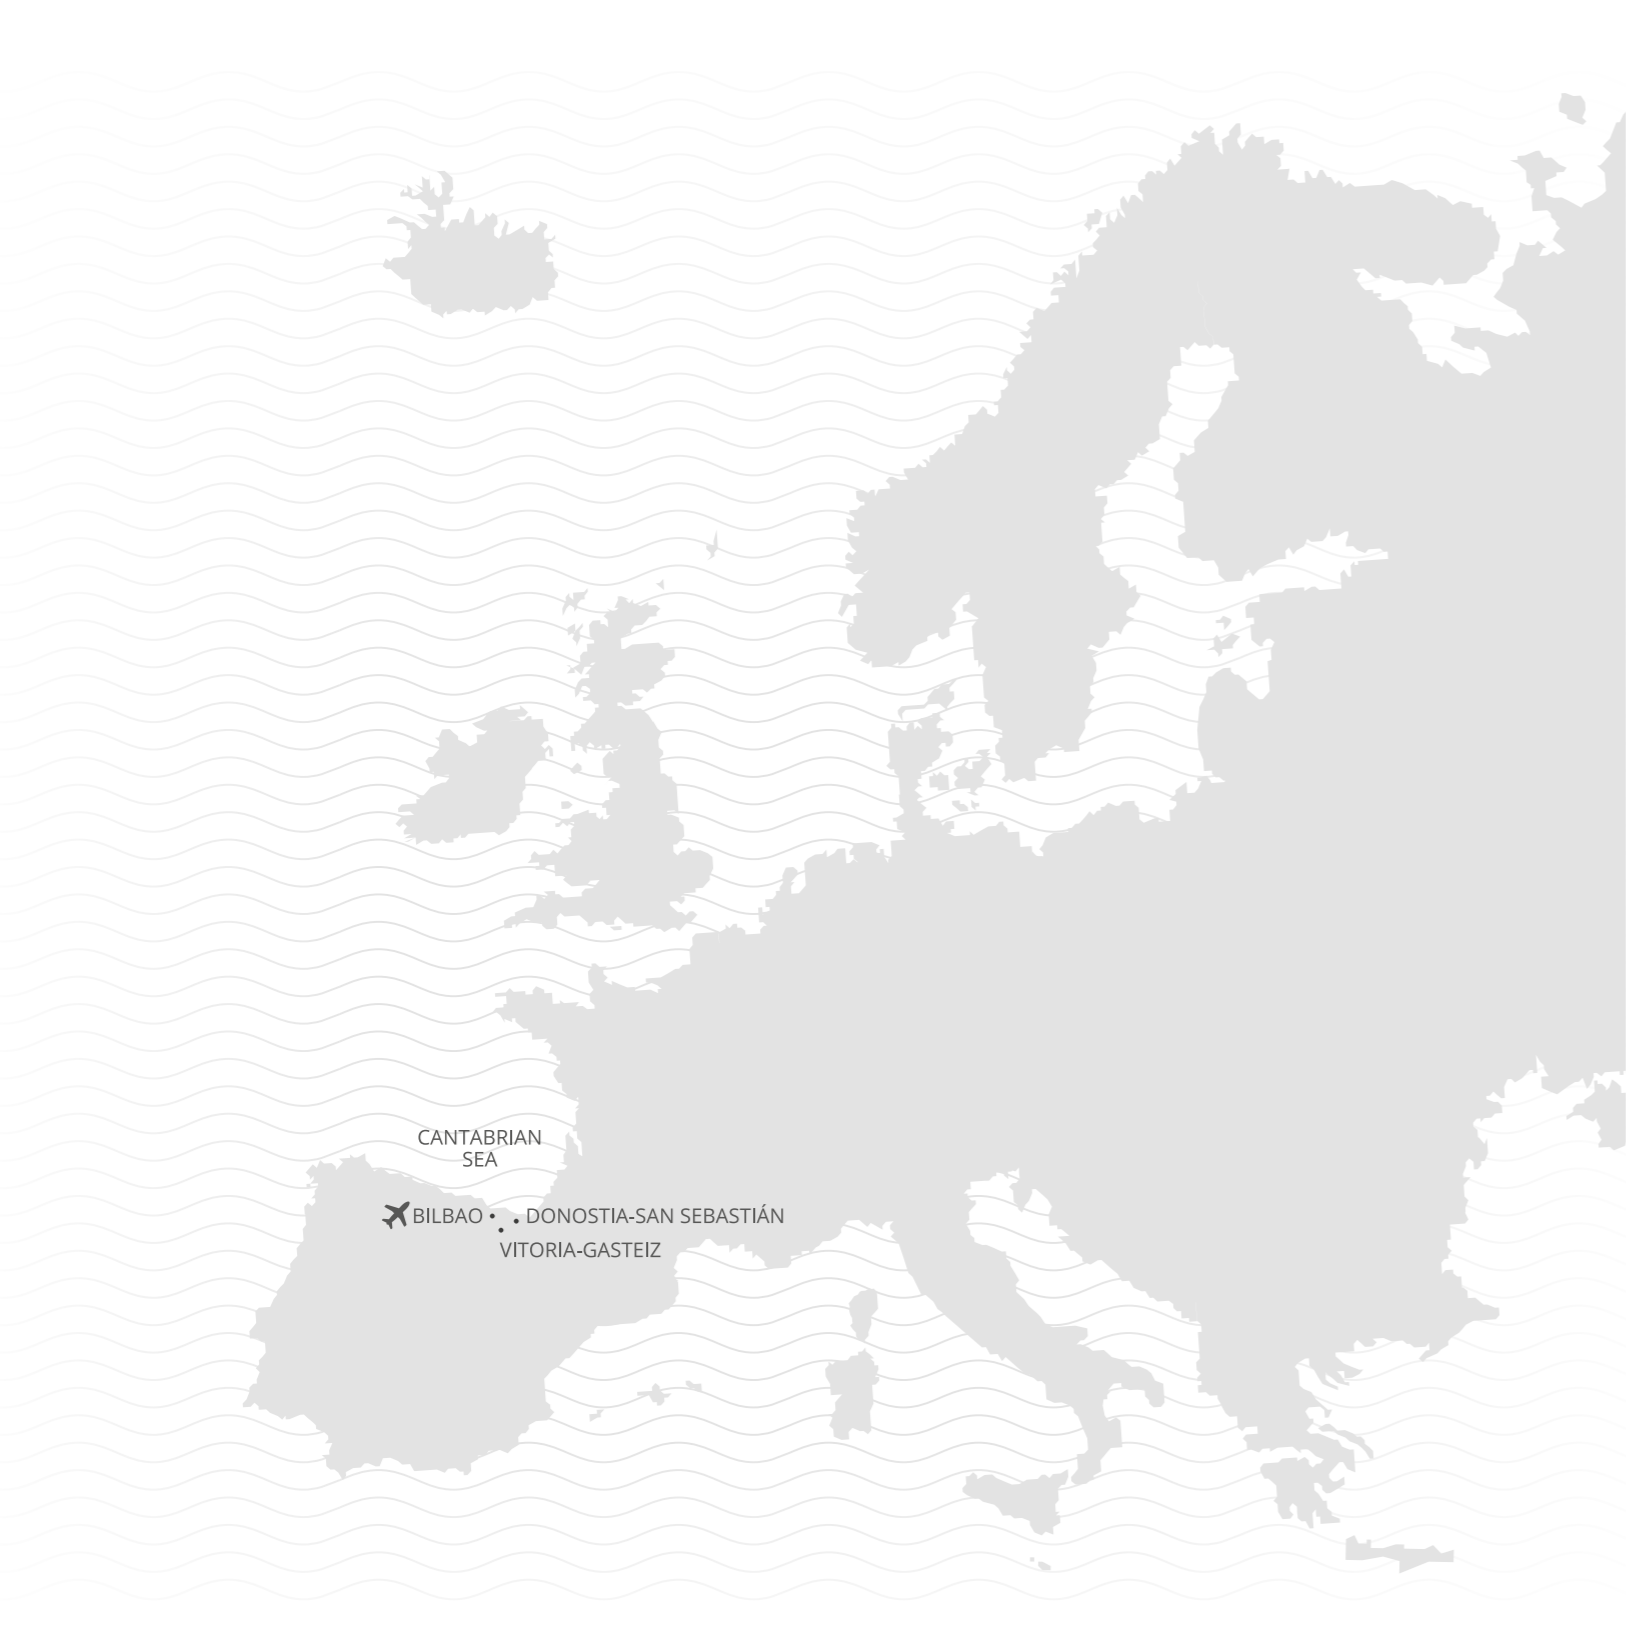 CANTABRIAN
SEA
BILBAO
DONOSTIA-SAN SEBASTIÁN
VITORIA-GASTEIZ